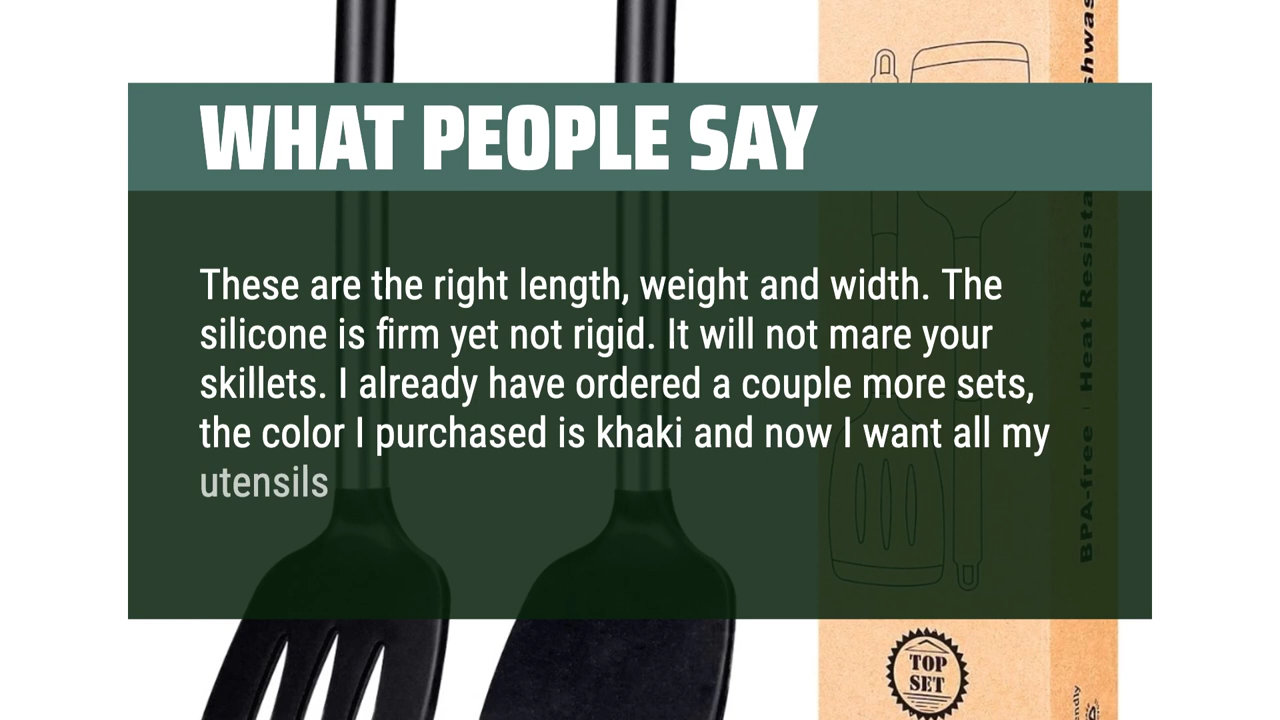 WHAT PEOPLE SAY
These are the right length, weight and width. The
silicone is firm yet not rigid. It will not mare your
skillets. I already have ordered a couple more sets,
the color I purchased is khaki and now I want all my
utensils
BPA-free | Heat Resista
shwas
TOP
SET
endly